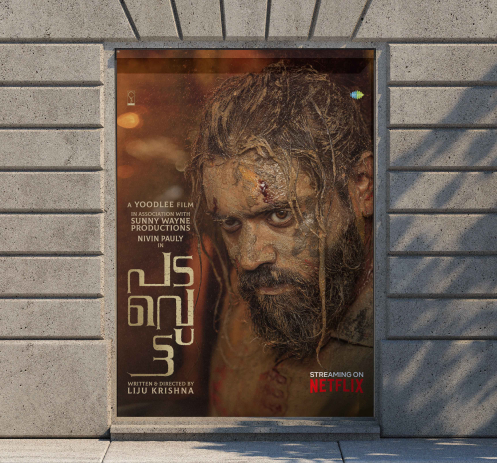 A YOODLEE FILM
IN ASSOCIATION WITH
SUNNY WAYNE
PRODUCTIONS
NIVIN PAULY
IN
പട
വെ
ട്ട്
WRITTEN & DIRECTED BY
LIJU KRISHNA
STREAMING ON
NETFLIX